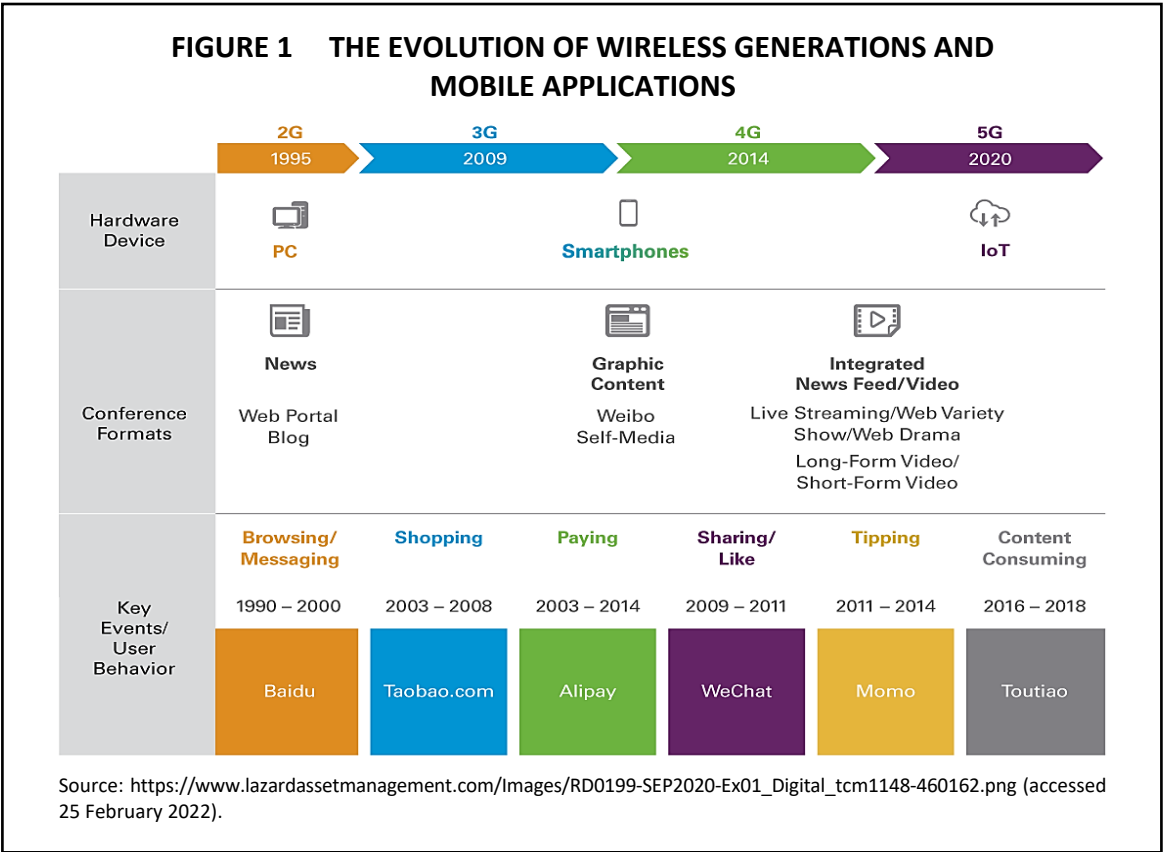 FIGURE 1 THE EVOLUTION OF WIRELESS GENERATIONS AND
MOBILE APPLICATIONS
2G
3G
4G
5G
1995
2009
2014
2020
Hardware
Device
PC
Smartphones
IoT
Conference
Formats
News
Web Portal
Blog
Graphic
Content
Weibo
Self-Media
Integrated
News Feed/Video
Live Streaming/Web Variety
Show/Web Drama
Long-Form Video/
Short-Form Video
Key
Events/
User
Behavior
Browsing/
Messaging
1990 – 2000
Baidu
Shopping
2003 – 2008
Taobao.com
Paying
2003 – 2014
Alipay
Sharing/
Like
2009 – 2011
WeChat
Tipping
2011 – 2014
Momo
Content
Consuming
2016 – 2018
Toutiao
Source: https://www.lazardassetmanagement.com/Images/RD0199-SEP2020-Ex01_Digital_tcm1148-460162.png (accessed
25 February 2022).